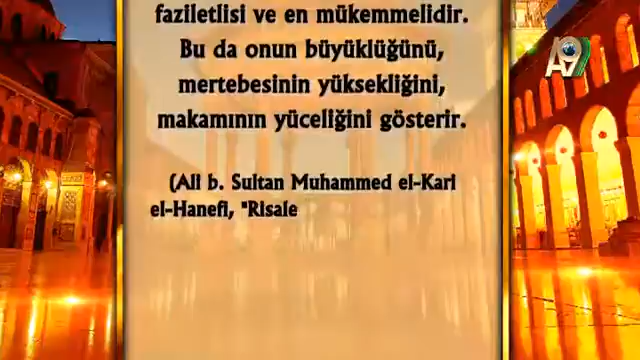 faziletlisi ve en mükemmelidir.
Bu da onun büyüklüğünü,
mertebesinin yüksekliğini,
makamının yüceliğini gösterir.
(Ali b. Sultan Muhammed el-Kari
el-Hanefi, "Risale
A9